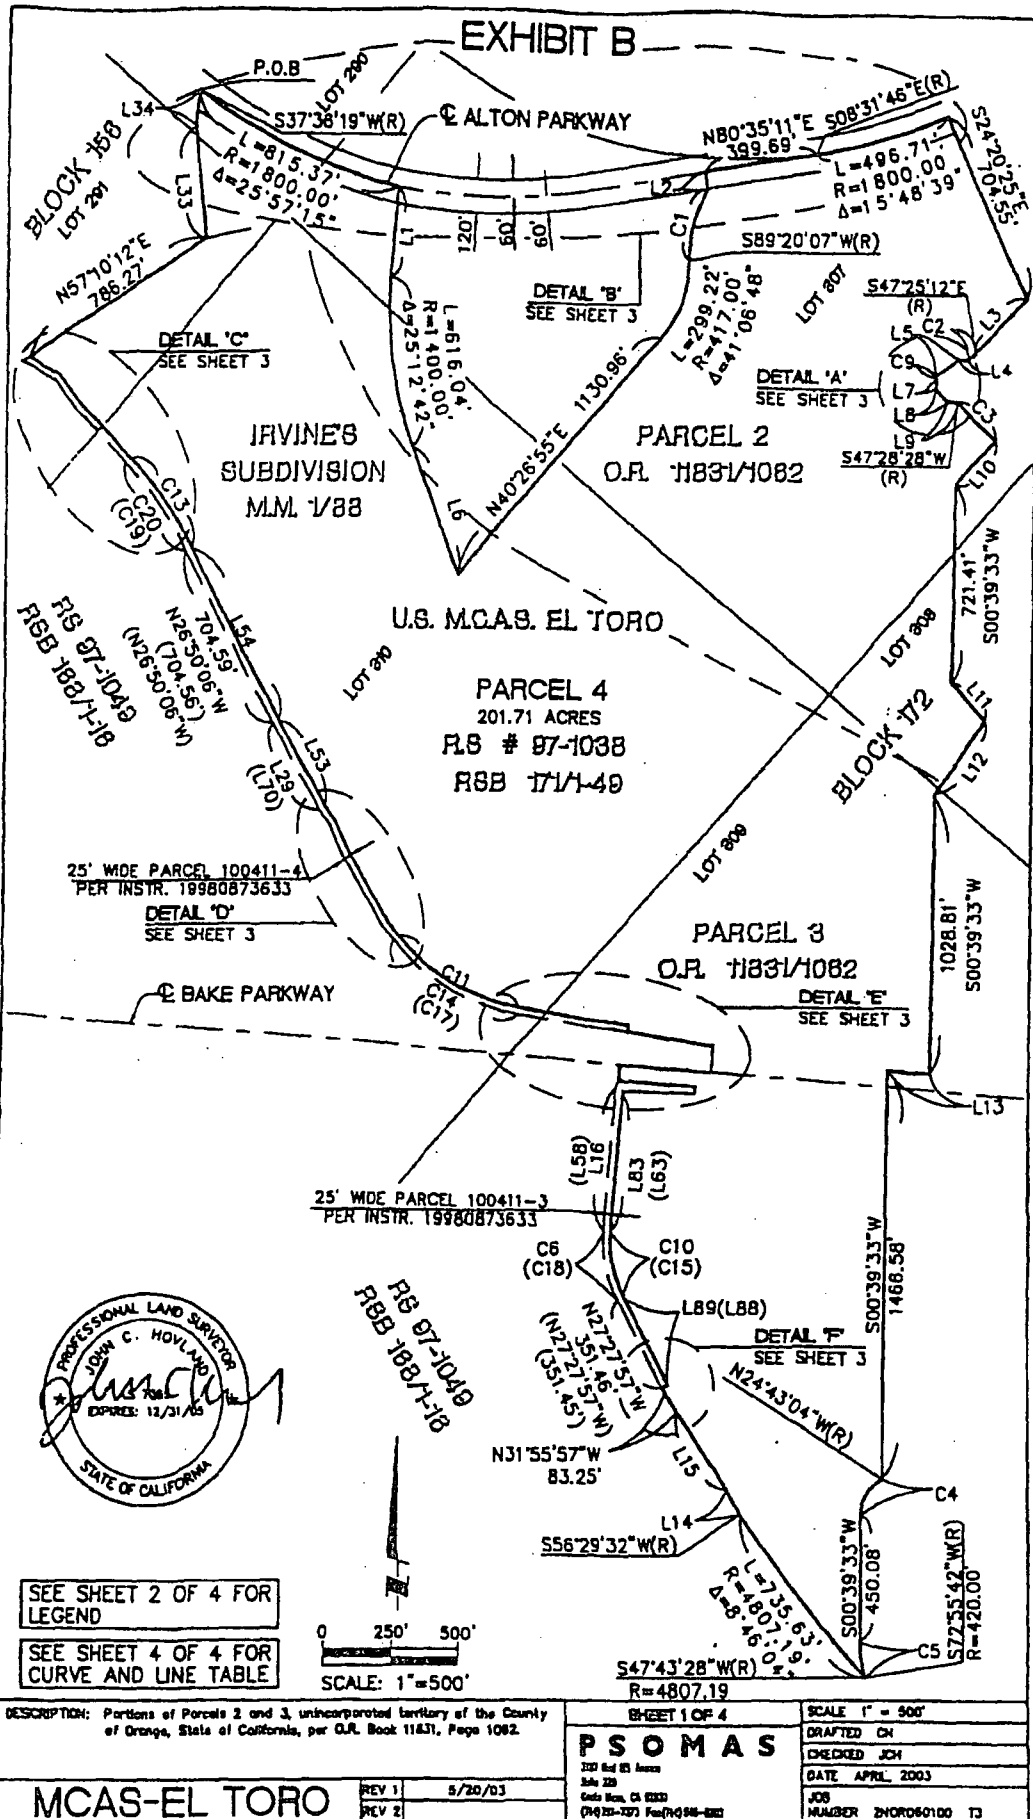 EXHIBIT B
P.O.B
LOT 290
L34
S37°36'19"W(R)
℄ ALTON PARKWAY
N80°35'11"E
399.69'
S08°31'46"E(R)
S24°20'25"E
704.55'
BLOCK 156
LOT 291
L33
L=815.37'
R=1800.00'
Δ=25°57'15"
L2
L=496.71'
R=1800.00'
Δ=15°48'39"
L1
120'
60'
60'
C1
S89°20'07"W(R)
N57°10'12"E
786.27'
DETAIL "B"
SEE SHEET 3
LOT 307
S47°25'12"E
(R)
L3
L=299.22'
R=417.00'
Δ=41°06'48"
L5
C2
C9
L4
L7
L8
L9
C3
DETAIL "C"
SEE SHEET 3
L=616.04'
R=1400.00'
Δ=25°12'42"
DETAIL "A"
SEE SHEET 3
1130.96'
N40°26'55"E
IRVINE'S
SUBDIVISION
M.M. 1/88
PARCEL 2
O.R. 11831/1062
S47°28'28"W
(R)
L10
C13
C20
(C19)
L6
721.41'
S00°39'33"W
RS 97-1049
RSB 168/1-18
L54
704.59'
N26°50'06"W
(704.56')
(N26°50'06"W)
U.S. M.C.A.S. EL TORO
LOT 308
LOT 310
PARCEL 4
201.71 ACRES
R.S # 97-1038
RSB 171/1-49
L11
BLOCK 172
L12
L53
L29
(L70)
LOT 309
25' WIDE PARCEL 100411-4
PER INSTR. 19980873633
DETAIL "D"
SEE SHEET 3
1028.81'
S00°39'33"W
PARCEL 3
O.R. 11831/1062
C11
C14
(C17)
℄ BAKE PARKWAY
DETAIL "E"
SEE SHEET 3
L13
(L58)
L16
L83
(L63)
25' WIDE PARCEL 100411-3
PER INSTR. 19980873633
C6
(C18)
C10
(C15)
S00°39'33"W
1468.58'
RS 97-1049
RSB 168/1-18
L89(L88)
N27°27'57"W
351.46'
(N27°27'57"W)
(351.45')
DETAIL "F"
SEE SHEET 3
N24°43'04"W(R)
PROFESSIONAL LAND SURVEYOR
JOHN C. HOVLAND
EXPIRES: 12/31/05
STATE OF CALIFORNIA
N31°55'57"W
83.25'
L15
C4
L14
S56°29'32"W(R)
L=735.63'
R=4807.19'
S00°39'33"W
450.08'
S72°55'42"W(R)
R=420.00'
C5
SEE SHEET 2 OF 4 FOR
LEGEND
SEE SHEET 4 OF 4 FOR
CURVE AND LINE TABLE
N
0 250' 500'
SCALE: 1"=500'
S47°43'28"W(R)
R=4807.19
DESCRIPTION: Portions of Parcels 2 and 3, unincorporated territory of the County
of Orange, State of California, per O.R. Book 11831, Page 1062.
SHEET 1 OF 4
PSOMAS
SCALE 1" = 500'
DRAFTED CH
CHECKED JCH
DATE APRIL, 2003
JOB
NUMBER 2NOR060100 T3
MCAS-EL TORO
REV 1 5/20/03
REV 2